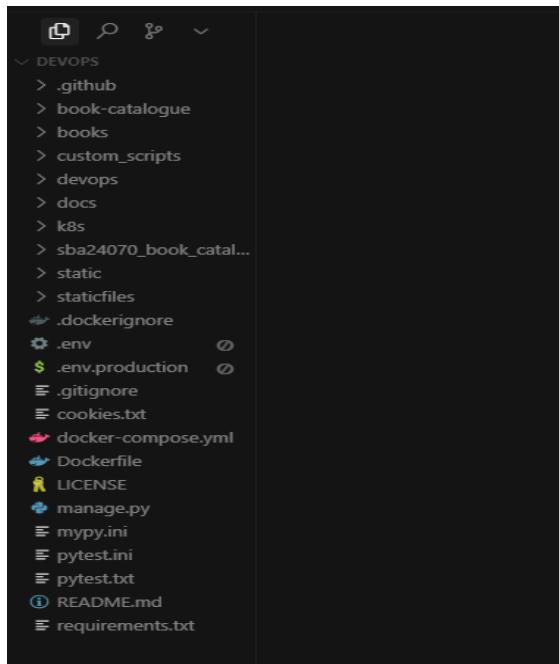 DEVOPS
.github
book-catalogue
books
custom_scripts
devops
docs
k8s
sba24070_book_catal...
static
staticfiles
.dockerignore
.env
.env.production
.gitignore
cookies.txt
docker-compose.yml
Dockerfile
LICENSE
manage.py
mypy.ini
pytest.ini
pytest.txt
README.md
requirements.txt